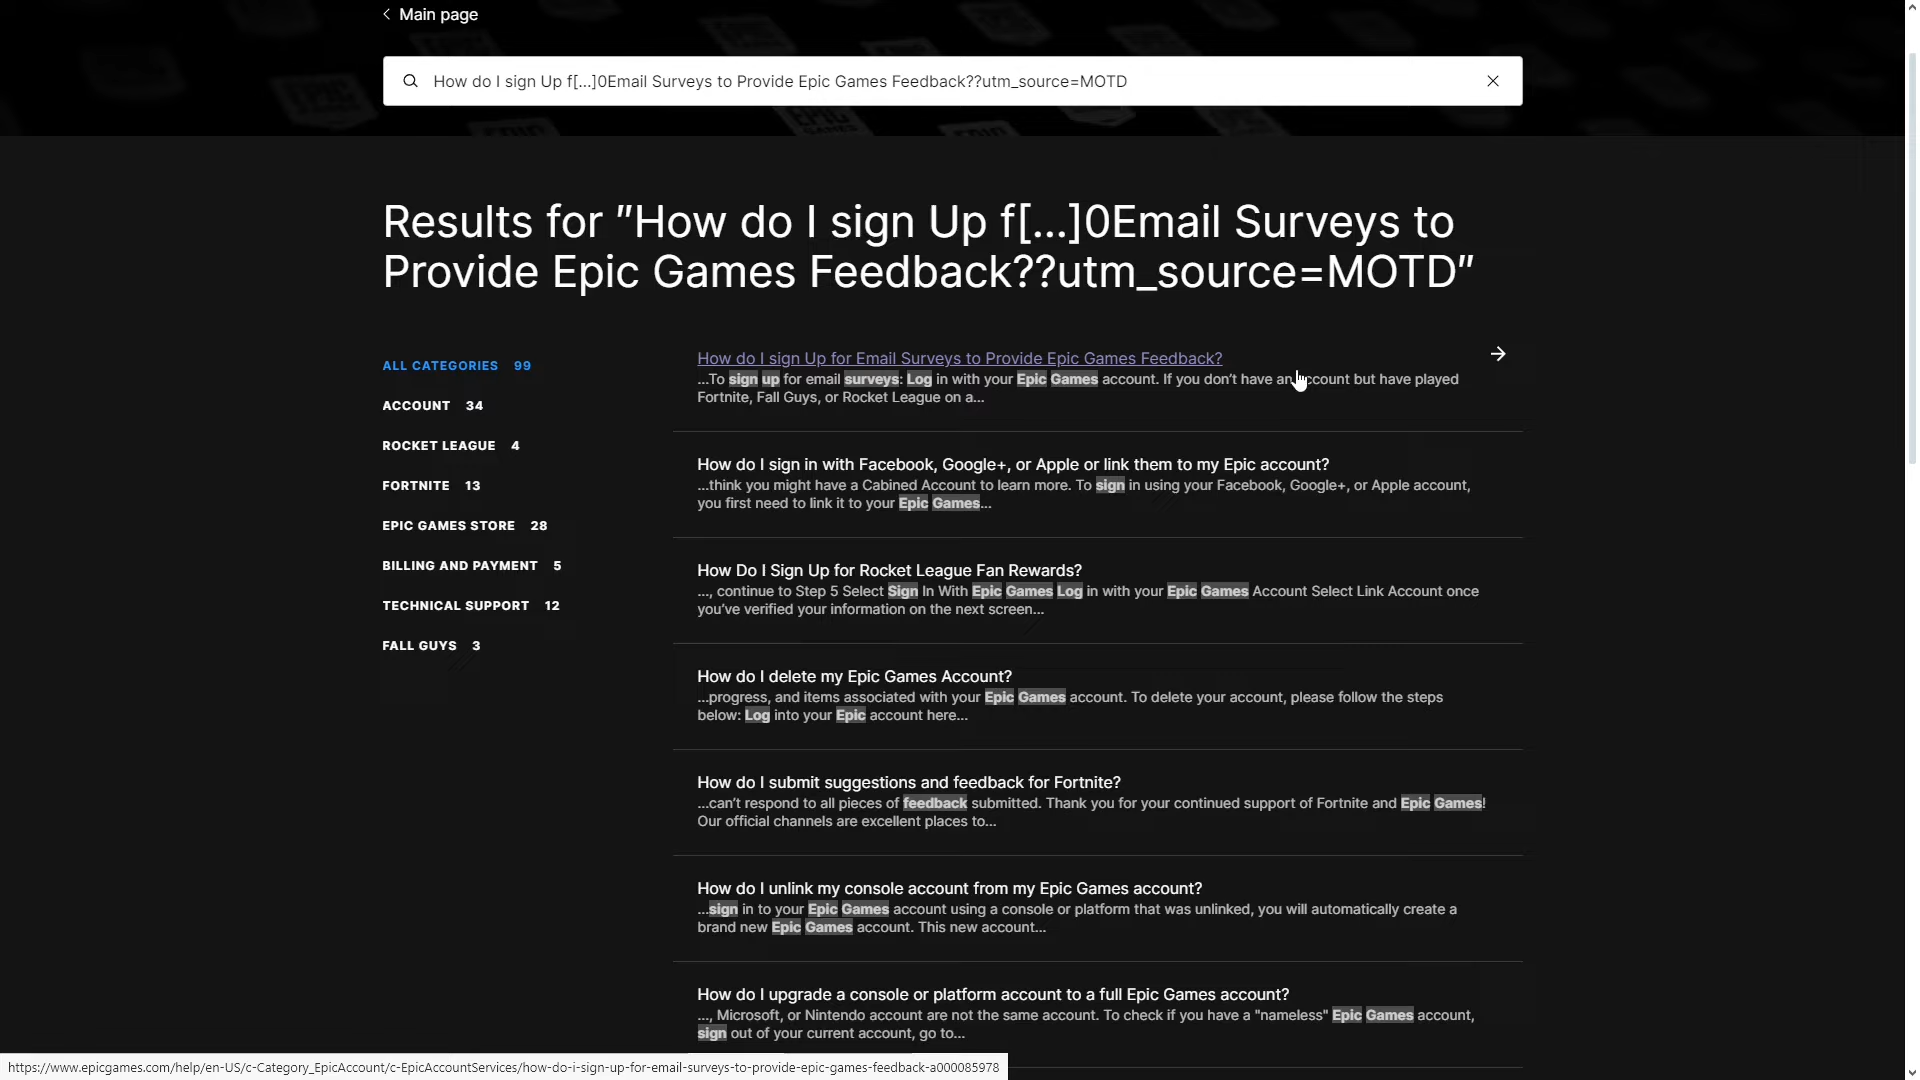 Main page
How do I sign Up f[...]0Email Surveys to Provide Epic Games Feedback??utm_source=MOTD
Results for "How do I sign Up f[...]0Email Surveys to
Provide Epic Games Feedback??utm_source=MOTD"
ALL CATEGORIES 99
ACCOUNT 34
ROCKET LEAGUE 4
FORTNITE 13
EPIC GAMES STORE 28
BILLING AND PAYMENT 5
TECHNICAL SUPPORT 12
FALL GUYS 3
How do I sign Up for Email Surveys to Provide Epic Games Feedback?
...To sign up for email surveys: Log in with your Epic Games account. If you don't have an account but have played
Fortnite, Fall Guys, or Rocket League on a...
How do I sign in with Facebook, Google+, or Apple or link them to my Epic account?
...think you might have a Cabined Account to learn more. To sign in using your Facebook, Google+, or Apple account,
you first need to link it to your Epic Games...
How Do I Sign Up for Rocket League Fan Rewards?
..., continue to Step 5 Select Sign In With Epic Games Log in with your Epic Games Account Select Link Account once
you've verified your information on the next screen...
How do I delete my Epic Games Account?
...progress, and items associated with your Epic Games account. To delete your account, please follow the steps
below: Log into your Epic account here...
How do I submit suggestions and feedback for Fortnite?
...can't respond to all pieces of feedback submitted. Thank you for your continued support of Fortnite and Epic Games!
Our official channels are excellent places to...
How do I unlink my console account from my Epic Games account?
...sign in to your Epic Games account using a console or platform that was unlinked, you will automatically create a
brand new Epic Games account. This new account...
How do I upgrade a console or platform account to a full Epic Games account?
..., Microsoft, or Nintendo account are not the same account. To check if you have a "nameless" Epic Games account,
sign out of your current account, go to...
https://www.epicgames.com/help/en-US/c-Category_EpicAccount/c-EpicAccountServices/how-do-i-sign-up-for-email-surveys-to-provide-epic-games-feedback-a000085978